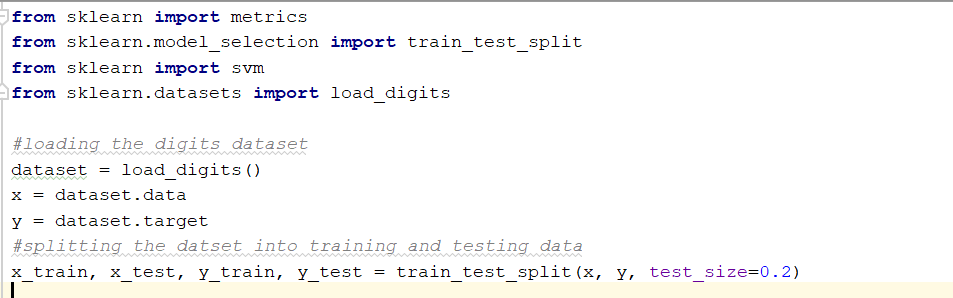 from sklearn import metrics
from sklearn.model_selection import train_test_split
from sklearn import svm
from sklearn.datasets import load_digits
#loading the digits dataset
dataset = load_digits()
x = dataset.data
y = dataset.target
#splitting the datset into training and testing data
x_train, x_test, y_train, y_test = train_test_split(x, y, test_size=0.2)